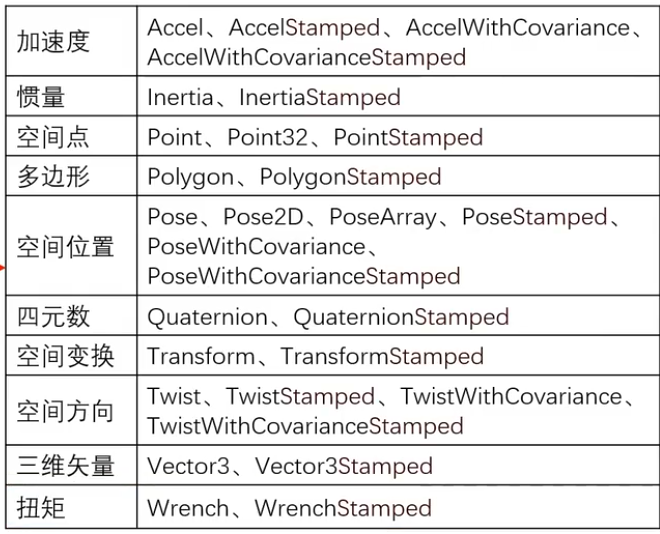 加速度
Accel、AccelStamped、AccelWithCovariance、
AccelWithCovarianceStamped
惯量
Inertia、InertiaStamped
空间点
Point、Point32、PointStamped
多边形
Polygon、PolygonStamped
空间位置
Pose、Pose2D、PoseArray、PoseStamped、
PoseWithCovariance、
PoseWithCovarianceStamped
四元数
Quaternion、QuaternionStamped
空间变换
Transform、TransformStamped
空间方向
Twist、TwistStamped、TwistWithCovariance、
TwistWithCovarianceStamped
三维矢量
Vector3、Vector3Stamped
扭矩
Wrench、WrenchStamped